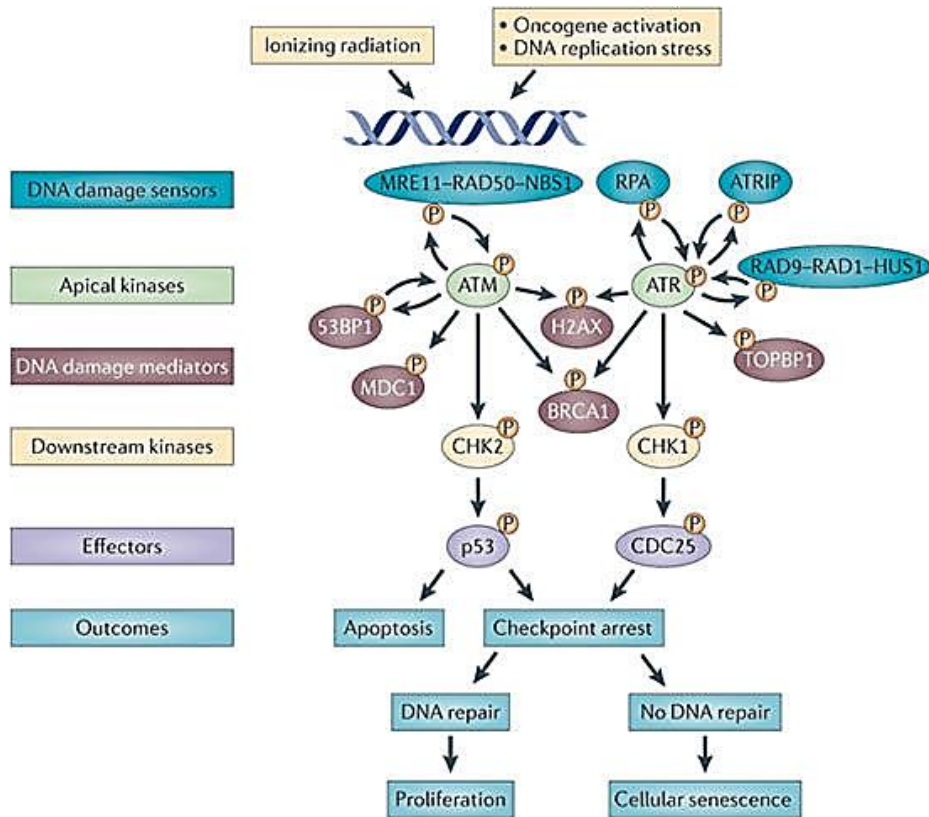 Ionizing radiation
• Oncogene activation
• DNA replication stress
DNA damage sensors
MRE11–RAD50–NBS1
RPA
ATRIP
P
P
P
RAD9–RAD1–HUS1
P
P
P
Apical kinases
ATM
ATR
P
P
53BP1
H2AX
P
TOPBP1
DNA damage mediators
P
MDC1
P
BRCA1
Downstream kinases
P
CHK2
P
CHK1
Effectors
P
p53
P
CDC25
Outcomes
Apoptosis
Checkpoint arrest
DNA repair
No DNA repair
Proliferation
Cellular senescence